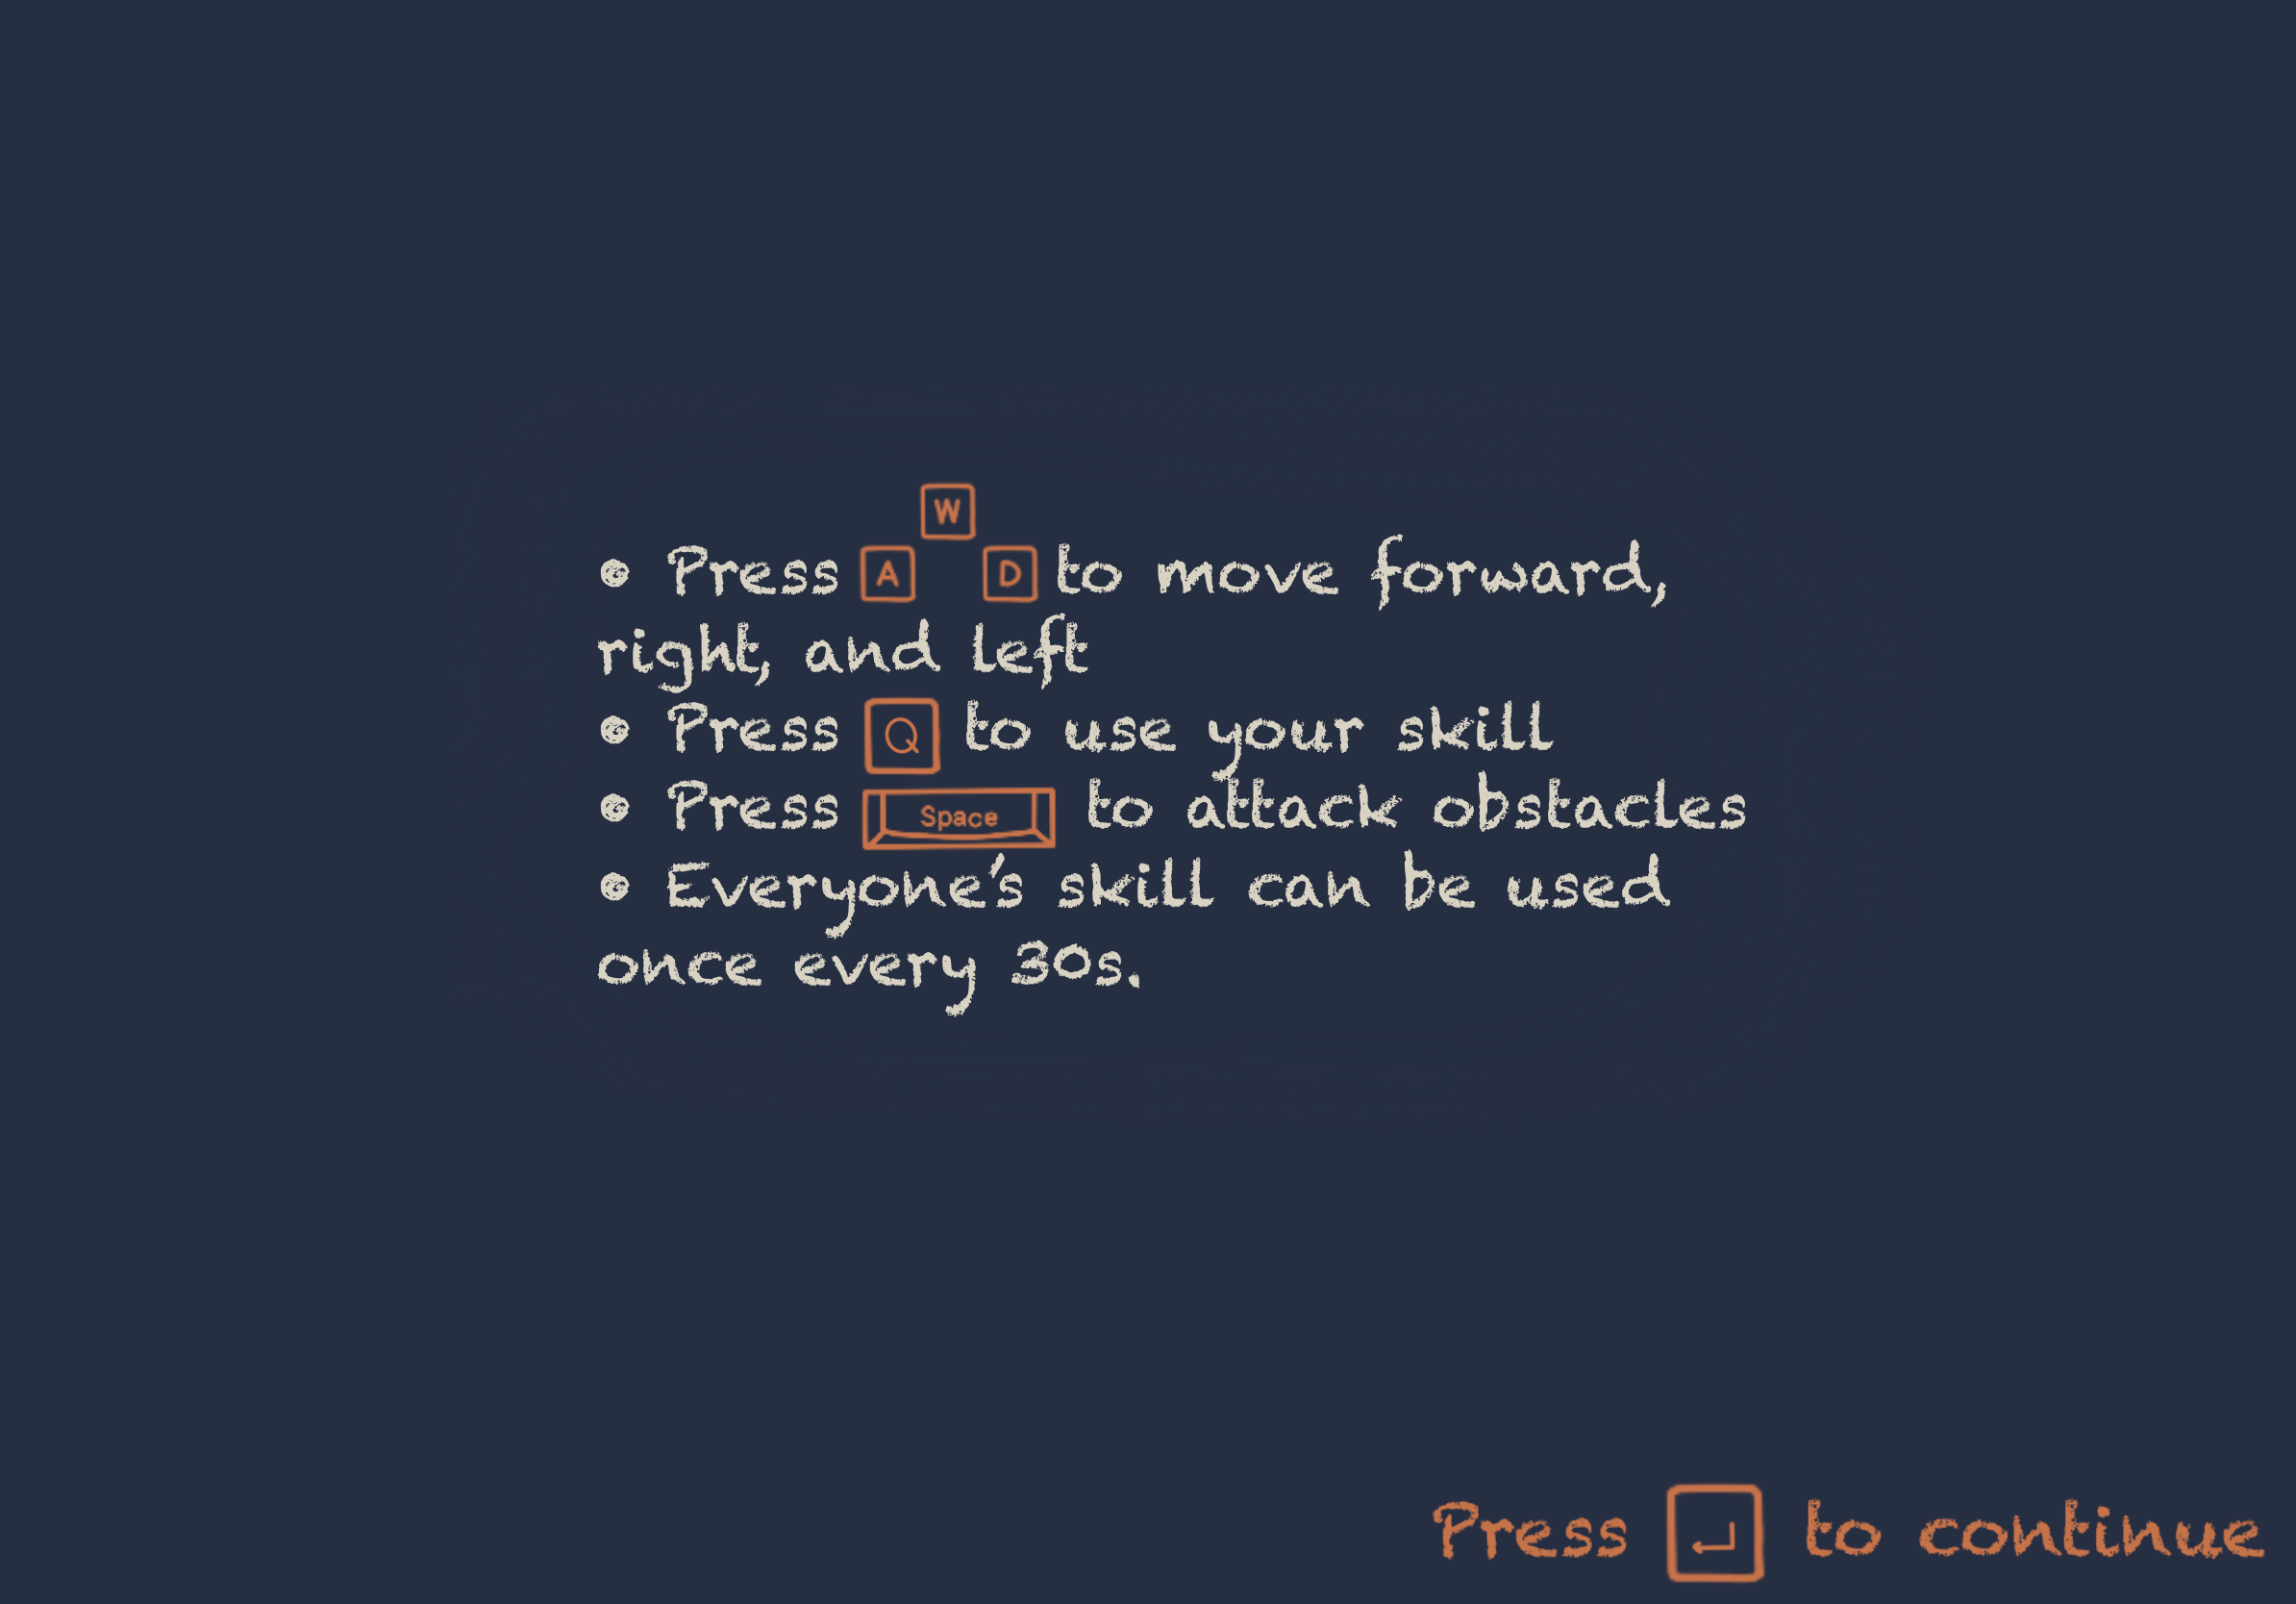 W
• Press A D to move forward,
right, and left
• Press Q to use your skill
• Press Space to attack obstacles
• Everyone's skill can be used
once every 30s.
Press ↵ to continue